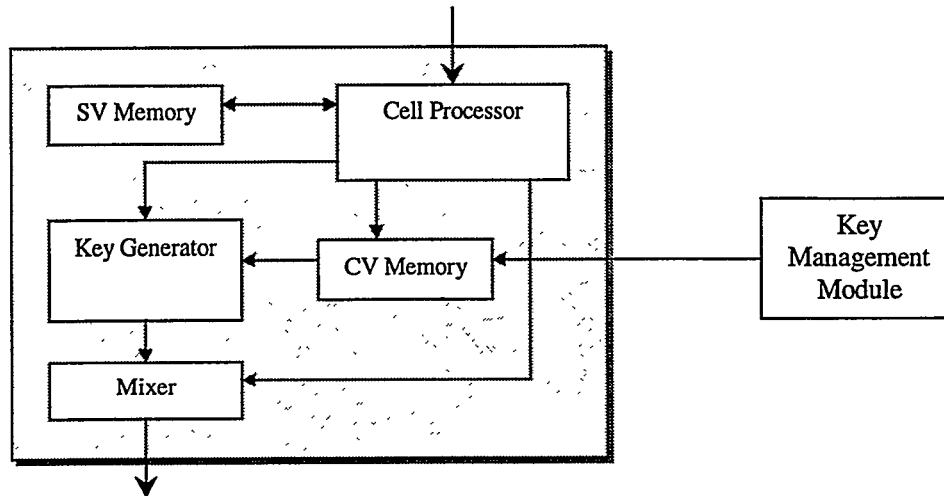 SV Memory
Cell Processor
Key Generator
CV Memory
Key
Management
Module
Mixer